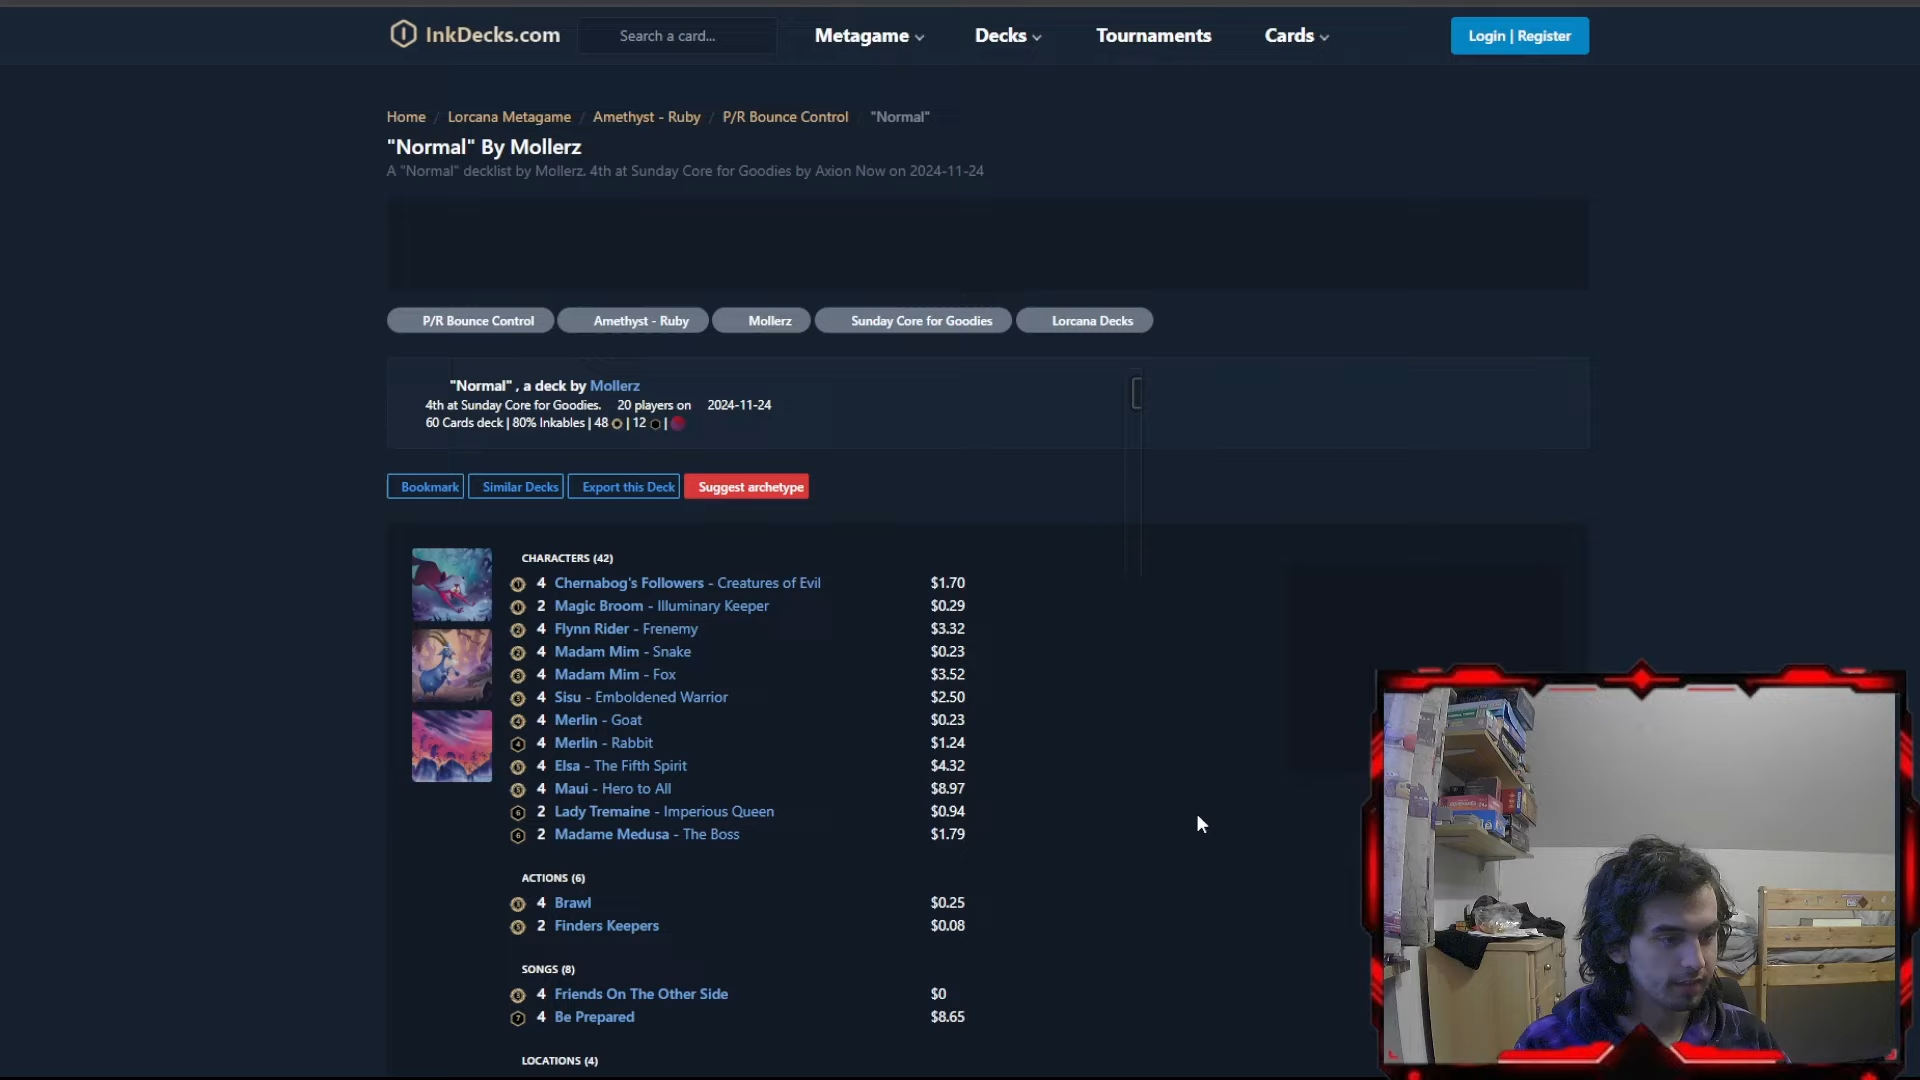 InkDecks.com
Search a card...
Metagame
Decks
Tournaments
Cards
Login | Register
Home / Lorcana Metagame / Amethyst - Ruby / P/R Bounce Control "Normal"
"Normal" By Mollerz
A "Normal" decklist by Mollerz. 4th at Sunday Core for Goodies by Axion Now on 2024-11-24
P/R Bounce Control
Amethyst - Ruby
Mollerz
Sunday Core for Goodies
Lorcana Decks
"Normal" , a deck by Mollerz
4th at Sunday Core for Goodies. 20 players on 2024-11-24
60 Cards deck | 80% Inkables | 48 | 12 |
Bookmark
Similar Decks
Export this Deck
Suggest archetype
CHARACTERS (42)
4 Chernabog's Followers - Creatures of Evil $1.70
2 Magic Broom - Illuminary Keeper $0.29
4 Flynn Rider - Frenemy $3.32
4 Madam Mim - Snake $0.23
4 Madam Mim - Fox $3.52
4 Sisu - Emboldened Warrior $2.50
4 Merlin - Goat $0.23
4 Merlin - Rabbit $1.24
4 Elsa - The Fifth Spirit $4.32
4 Maui - Hero to All $8.97
2 Lady Tremaine - Imperious Queen $0.94
2 Madame Medusa - The Boss $1.79
ACTIONS (6)
4 Brawl $0.25
2 Finders Keepers $0.08
SONGS (8)
4 Friends On The Other Side $0
4 Be Prepared $8.65
LOCATIONS (4)